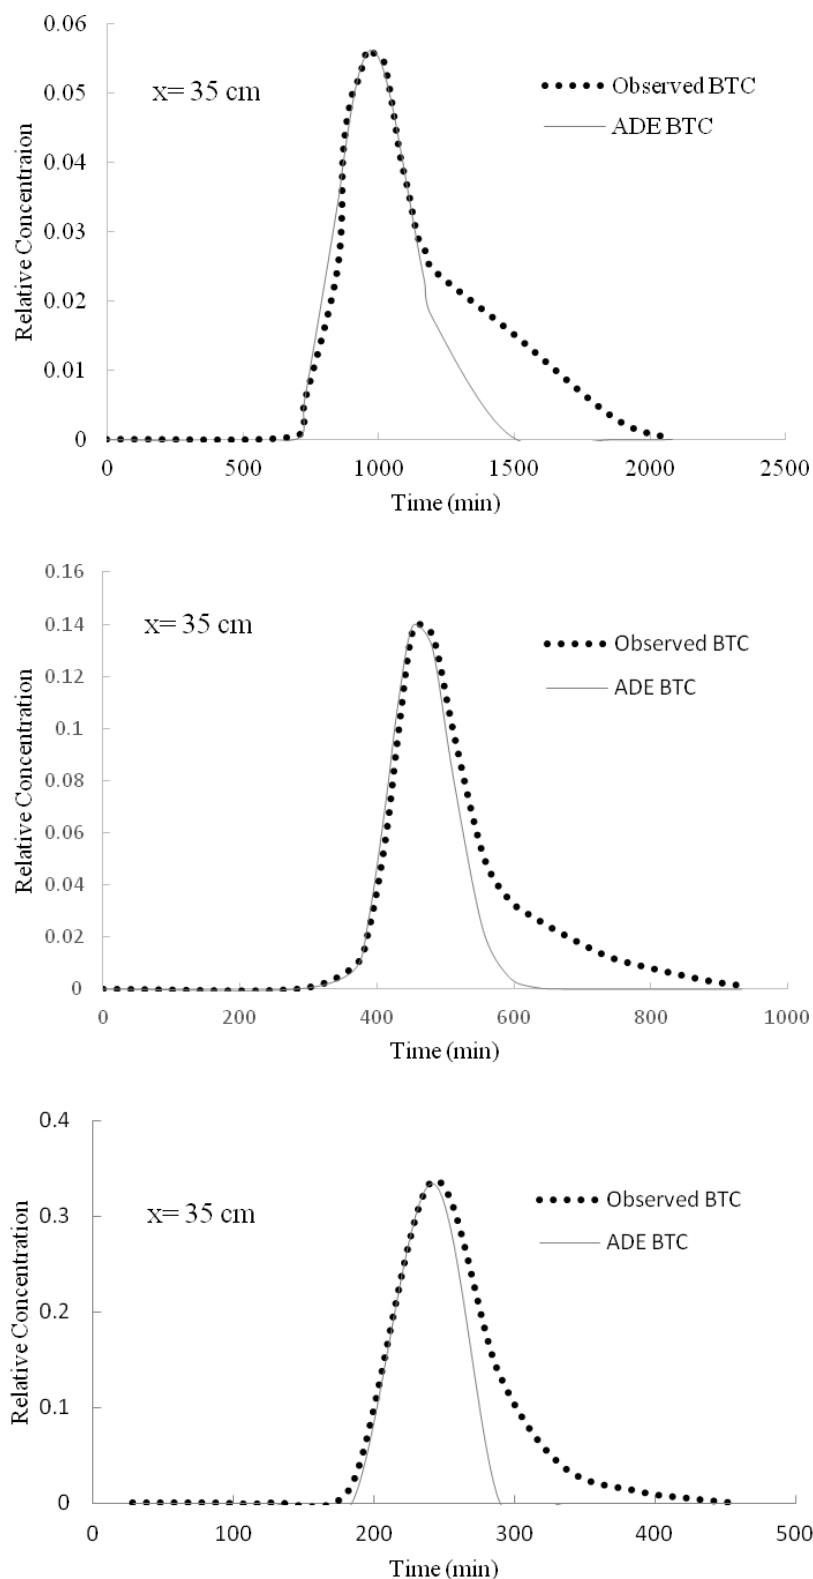 0.06
x= 35 cm
Observed BTC
0.05
ADE BTC
0.04
Relative Concentraion
0.03
0.02
0.01
0
0 500 1000 1500 2000 2500
Time (min)
0.16
x= 35 cm
0.14
Observed BTC
0.12
ADE BTC
0.1
Relative Concentration
0.08
0.06
0.04
0.02
0
0 200 400 600 800 1000
Time (min)
0.4
x= 35 cm
Observed BTC
0.3
ADE BTC
Relative Concentration
0.2
0.1
0
0 100 200 300 400 500
Time (min)